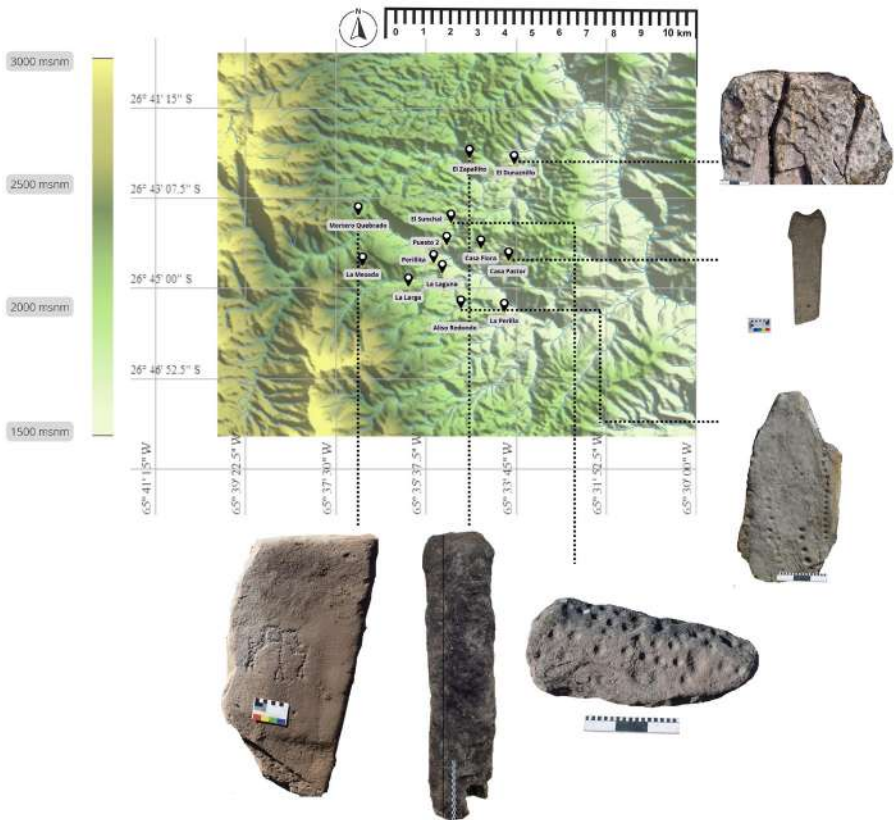 N
0 1 2 3 4 5 6 7 8 9 10 km
3000 msnm
2500 msnm
2000 msnm
1500 msnm
26° 41' 15'' S
26° 43' 07.5'' S
26° 45' 00'' S
26° 46' 52.5'' S
El Zapallito
El Duraznillo
Mortero Quebrado
El Sunchal
Puesto 2
Casa Flora
Perillita
Casa Pastor
La Mesada
La Laguna
La Larga
Aliso Redondo
La Perilla
65° 41' 15'' W
65° 39' 22.5'' W
65° 37' 30'' W
65° 35' 37.5'' W
65° 33' 45'' W
65° 31' 52.5'' W
65° 30' 00'' W